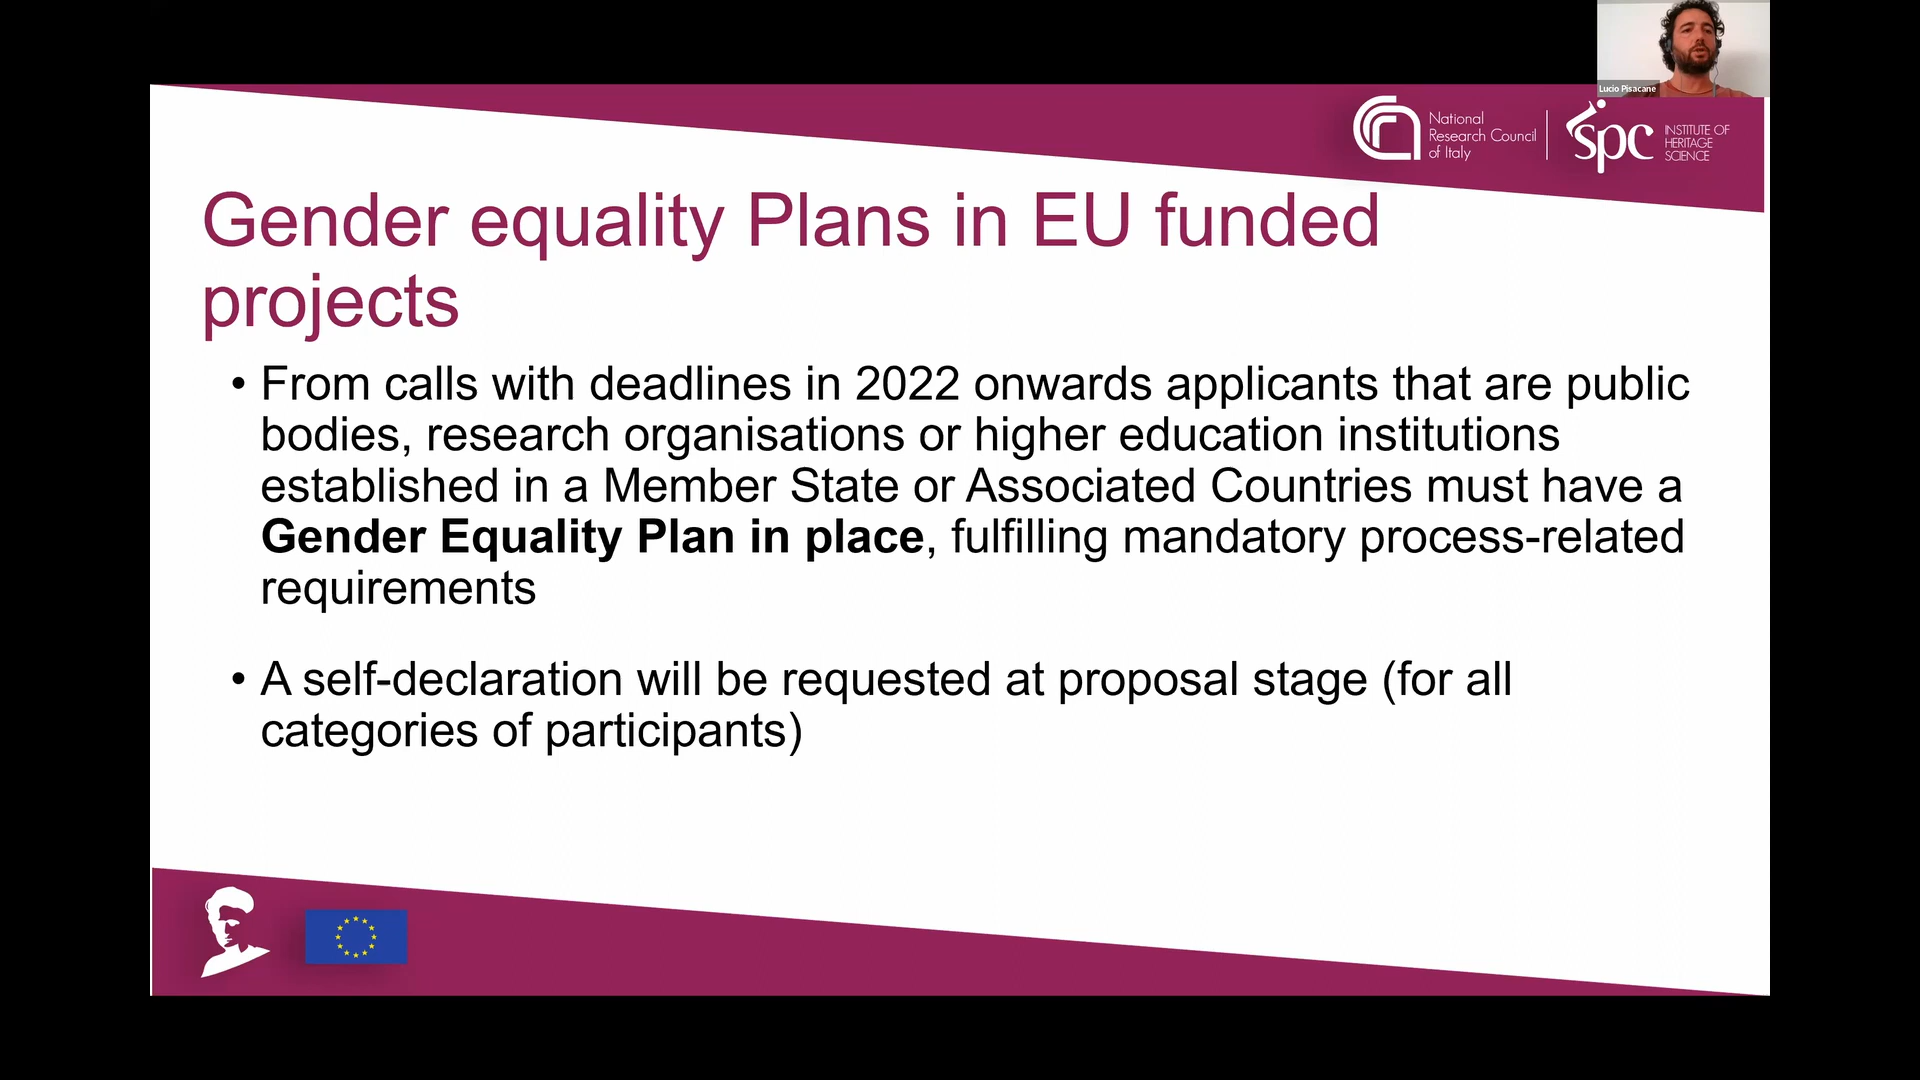 Lucio Pisacane
National
Research Council
of Italy
ispc
INSTITUTE OF
HERITAGE
SCIENCE
Gender equality Plans in EU funded
projects
• From calls with deadlines in 2022 onwards applicants that are public
bodies, research organisations or higher education institutions
established in a Member State or Associated Countries must have a
Gender Equality Plan in place, fulfilling mandatory process-related
requirements
• A self-declaration will be requested at proposal stage (for all
categories of participants)